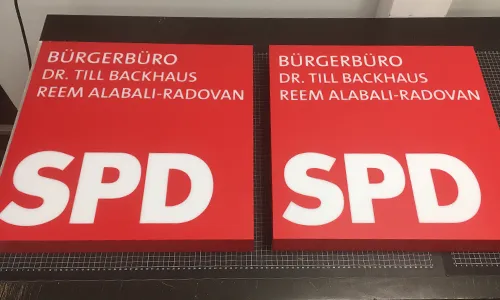 BÜRGERBÜRO
DR. TILL BACKHAUS
REEM ALABALI-RADOVAN
SPD
BÜRGERBÜRO
DR. TILL BACKHAUS
REEM ALABALI-RADOVAN
SPD